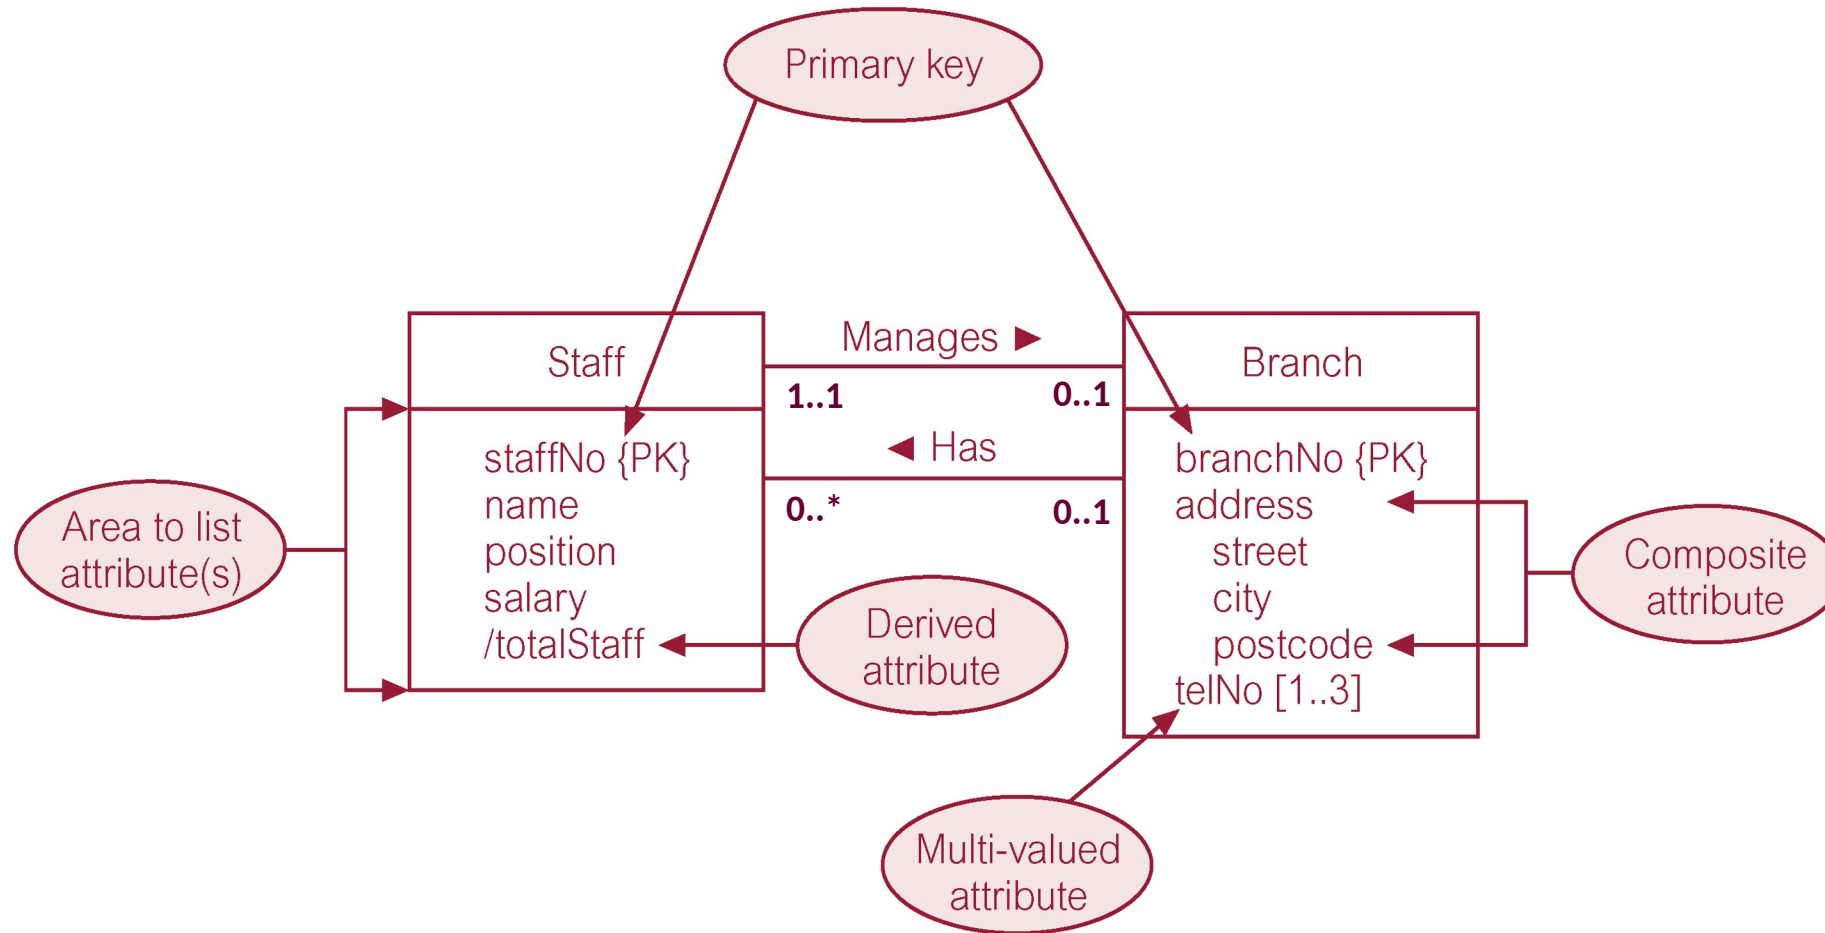 Primary key
Staff
Manages ►
Branch
1..1
0..1
◄ Has
0..*
0..1
staffNo {PK}
name
position
salary
/totalStaff
branchNo {PK}
address
street
city
postcode
telNo [1..3]
Area to list
attribute(s)
Derived
attribute
Composite
attribute
Multi-valued
attribute